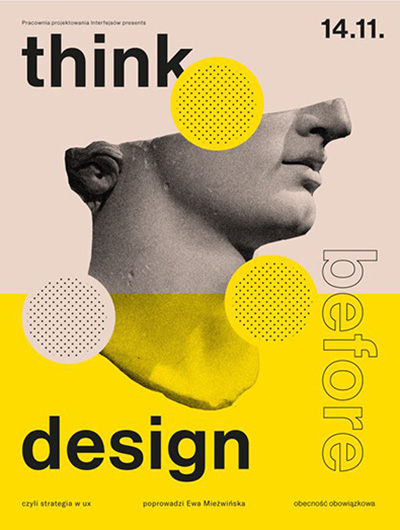 Pracownia projektowania Interfejsów presents
14.11.
think
before
design
czyli strategia w ux
poprowadzi Ewa Mieżwińska
obecność obowiązkowa